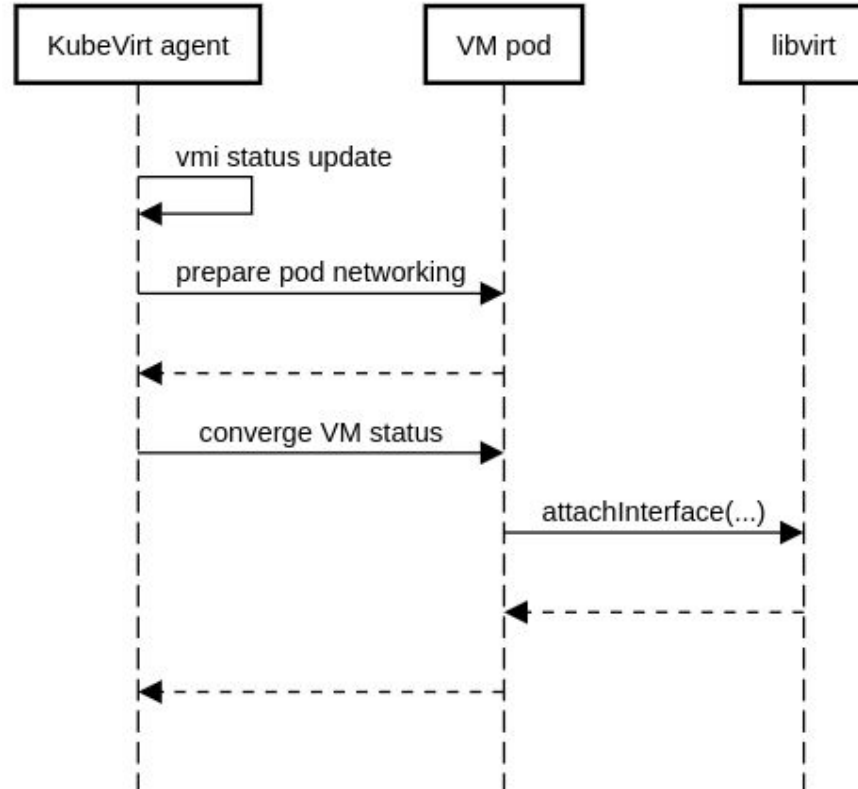 KubeVirt agent
VM pod
libvirt
vmi status update
prepare pod networking
converge VM status
attachInterface(...)